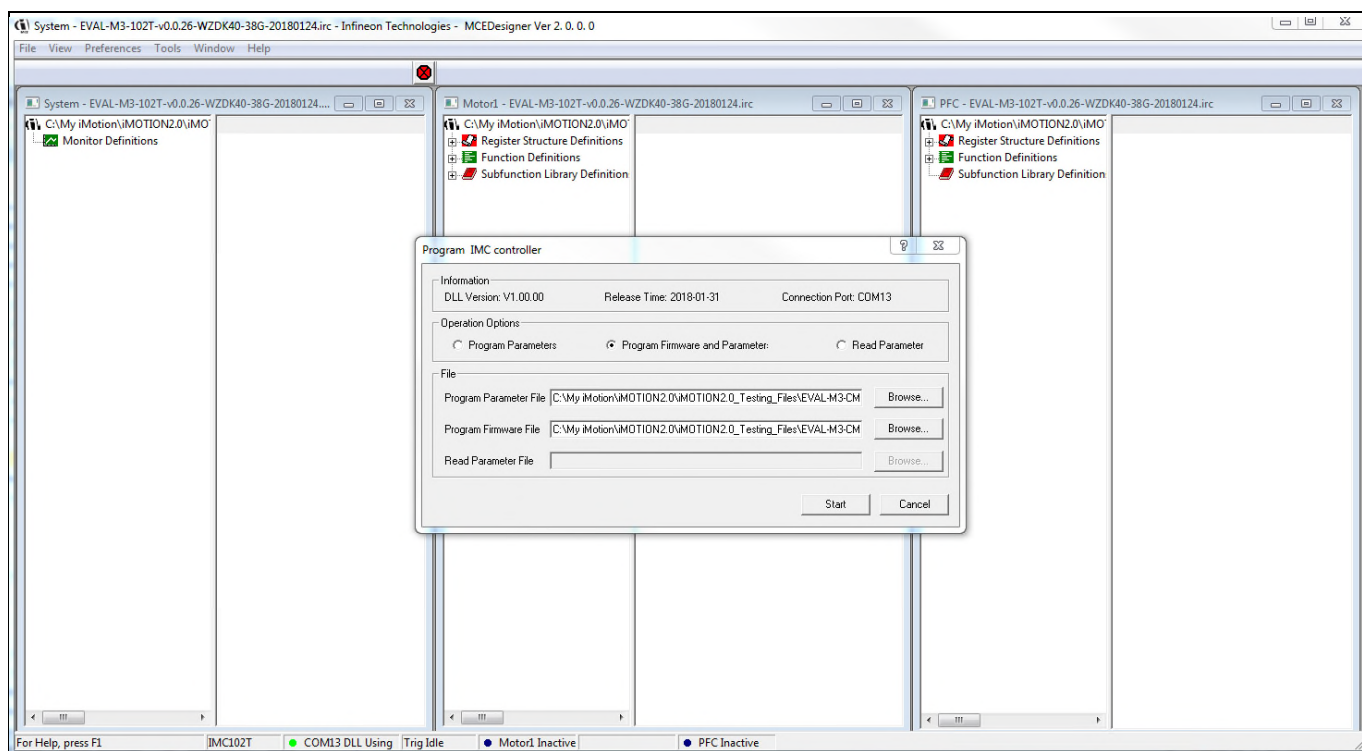 System - EVAL-M3-102T-v0.0.26-WZDK40-38G-20180124.irc - Infineon Technologies - MCEDesigner Ver 2. 0. 0. 0
File View Preferences Tools Window Help
System - EVAL-M3-102T-v0.0.26-WZDK40-38G-20180124....
C:\My iMotion\iMOTION2.0\iMO
Monitor Definitions
Motor1 - EVAL-M3-102T-v0.0.26-WZDK40-38G-20180124.irc
C:\My iMotion\iMOTION2.0\iMO
Register Structure Definitions
Function Definitions
Subfunction Library Definition
PFC - EVAL-M3-102T-v0.0.26-WZDK40-38G-20180124.irc
C:\My iMotion\iMOTION2.0\iMO
Register Structure Definitions
Function Definitions
Subfunction Library Definition
Program IMC controller
Information
DLL Version: V1.00.00 Release Time: 2018-01-31 Connection Port: COM13
Operation Options
Program Parameters Program Firmware and Parameter: Read Parameter
File
Program Parameter File C:\My iMotion\iMOTION2.0\iMOTION2.0_Testing_Files\EVAL-M3-CM Browse...
Program Firmware File C:\My iMotion\iMOTION2.0\iMOTION2.0_Testing_Files\EVAL-M3-CM Browse...
Read Parameter File Browse...
Start Cancel
For Help, press F1 IMC102T COM13 DLL Using Trig Idle Motor1 Inactive PFC Inactive